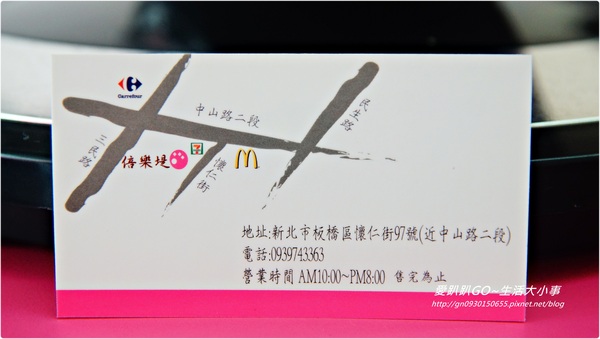 Carrefour
中山路二段
民生路
三民路
倍樂堤
7
ELEVEN
懷仁街
地址:新北市板橋區懷仁街97號(近中山路二段)
電話:0939743363
營業時間 AM10:00~PM8:00 售完為止
愛趴趴GO~生活大小事
http://gn0930150655.pixnet.net/blog